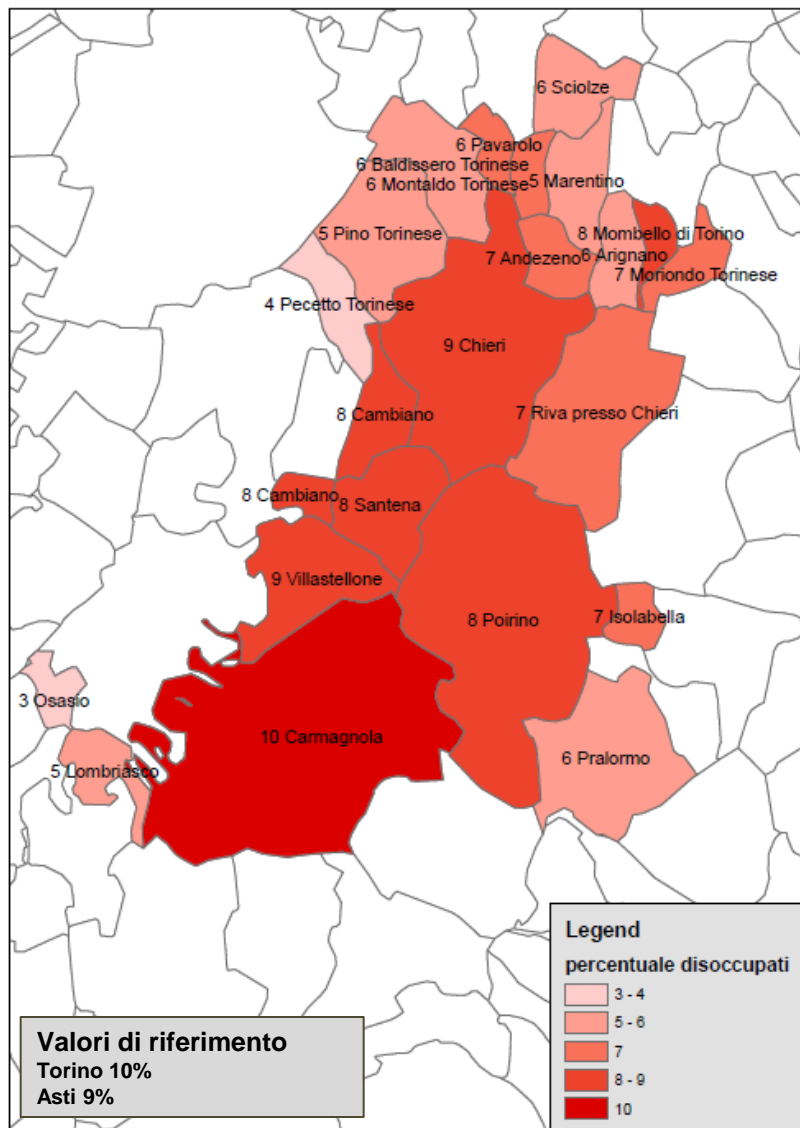 6 Sciolze
6 Pavarolo
6 Baldissero Torinese
6 Montaldo Torinese
5 Marentino
5 Pino Torinese
8 Mombello di Torino
7 Andezeno
6 Arignano
7 Moriondo Torinese
4 Pecetto Torinese
9 Chieri
8 Cambiano
7 Riva presso Chieri
8 Cambiano
8 Santena
9 Villastellone
8 Poirino
7 Isolabella
3 Osasio
10 Carmagnola
5 Lombriasco
6 Pralormo
Legend
percentuale disoccupati
3 - 4
5 - 6
7
8 - 9
10
Valori di riferimento
Torino 10%
Asti 9%